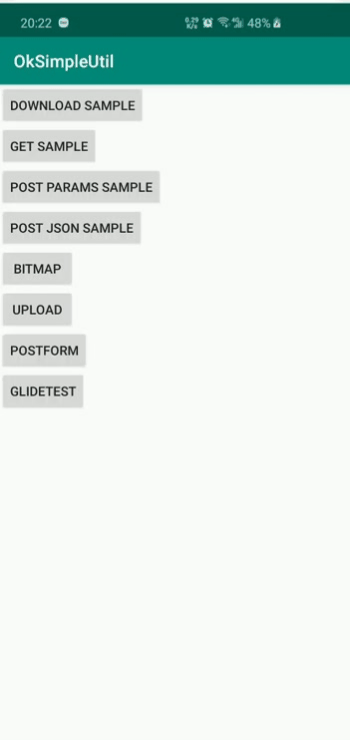 20:22 48%
OkSimpleUtil
DOWNLOAD SAMPLE
GET SAMPLE
POST PARAMS SAMPLE
POST JSON SAMPLE
BITMAP
UPLOAD
POSTFORM
GLIDETEST